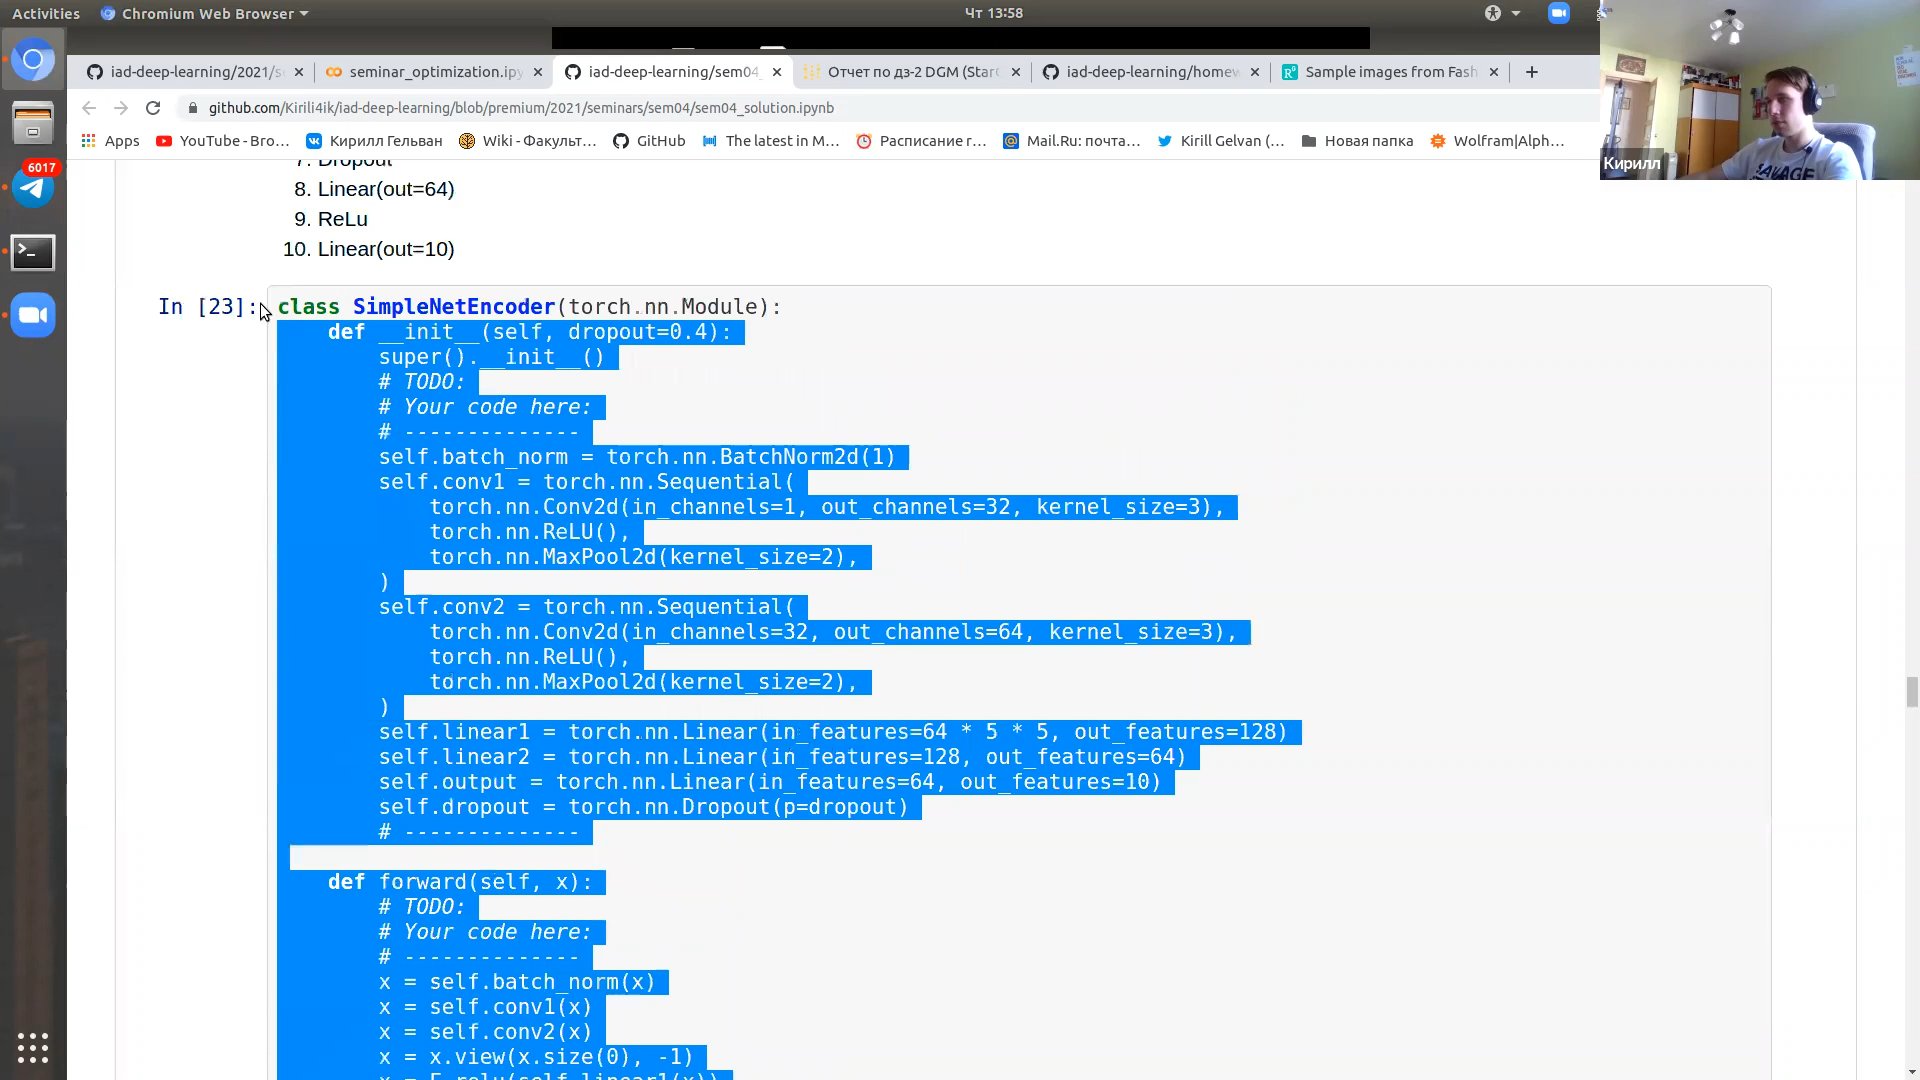 Activities
Chromium Web Browser
Чт 13:58
iad-deep-learning/2021/s
seminar_optimization.ipy
iad-deep-learning/sem04_
Отчет по дз-2 DGM (Star
iad-deep-learning/homew
Sample images from Fash
github.com/Kirili4ik/iad-deep-learning/blob/premium/2021/seminars/sem04/sem04_solution.ipynb
Apps
YouTube - Bro…
Кирилл Гельван
Wiki - Факульт…
GitHub
The latest in M…
Расписание г…
Mail.Ru: почта…
Kirill Gelvan (…
Новая папка
Wolfram|Alph…
Кирилл
6017
7. Dropout
8. Linear(out=64)
9. ReLu
10. Linear(out=10)
In [23]:
class SimpleNetEncoder(torch.nn.Module):
def __init__(self, dropout=0.4):
super().__init__()
# TODO:
# Your code here:
# --------------
self.batch_norm = torch.nn.BatchNorm2d(1)
self.conv1 = torch.nn.Sequential(
torch.nn.Conv2d(in_channels=1, out_channels=32, kernel_size=3),
torch.nn.ReLU(),
torch.nn.MaxPool2d(kernel_size=2),
)
self.conv2 = torch.nn.Sequential(
torch.nn.Conv2d(in_channels=32, out_channels=64, kernel_size=3),
torch.nn.ReLU(),
torch.nn.MaxPool2d(kernel_size=2),
)
self.linear1 = torch.nn.Linear(in_features=64 * 5 * 5, out_features=128)
self.linear2 = torch.nn.Linear(in_features=128, out_features=64)
self.output = torch.nn.Linear(in_features=64, out_features=10)
self.dropout = torch.nn.Dropout(p=dropout)
# --------------
def forward(self, x):
# TODO:
# Your code here:
# --------------
x = self.batch_norm(x)
x = self.conv1(x)
x = self.conv2(x)
x = x.view(x.size(0), -1)
x = F.relu(self.linear1(x))